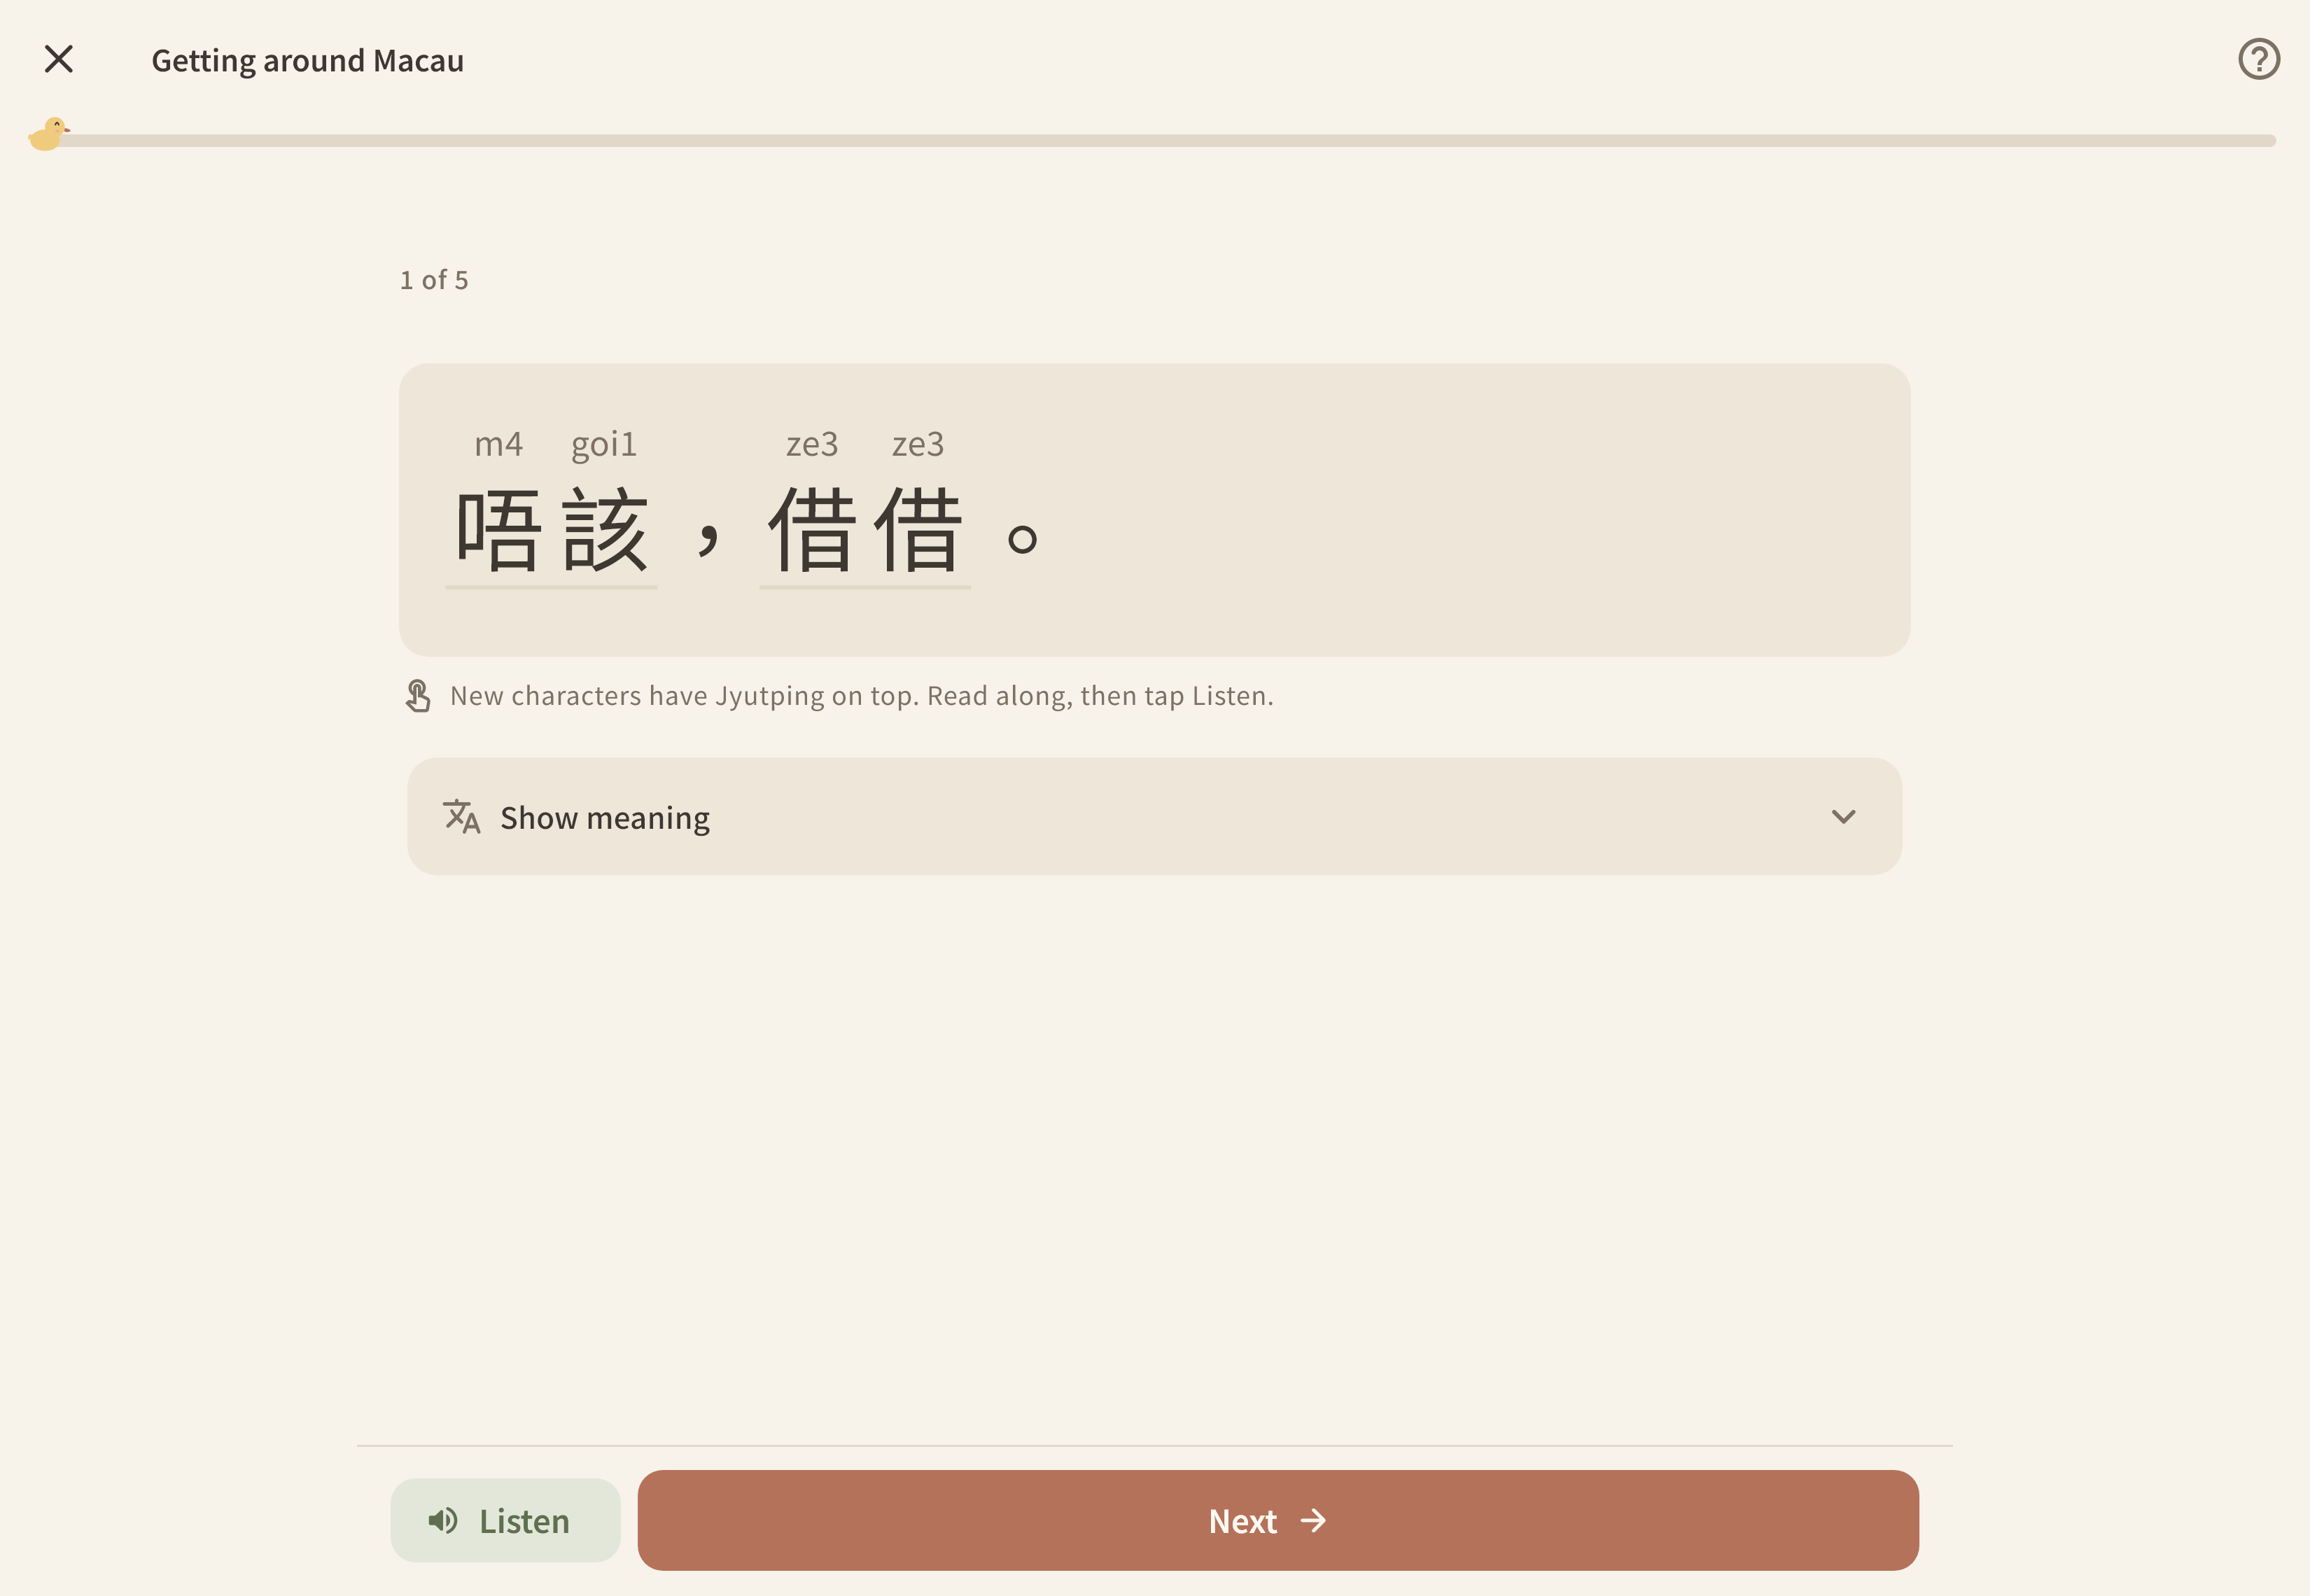 Getting around Macau
1 of 5
m4 goi1 ze3 ze3
唔該，借借。
New characters have Jyutping on top. Read along, then tap Listen.
Show meaning
Listen
Next